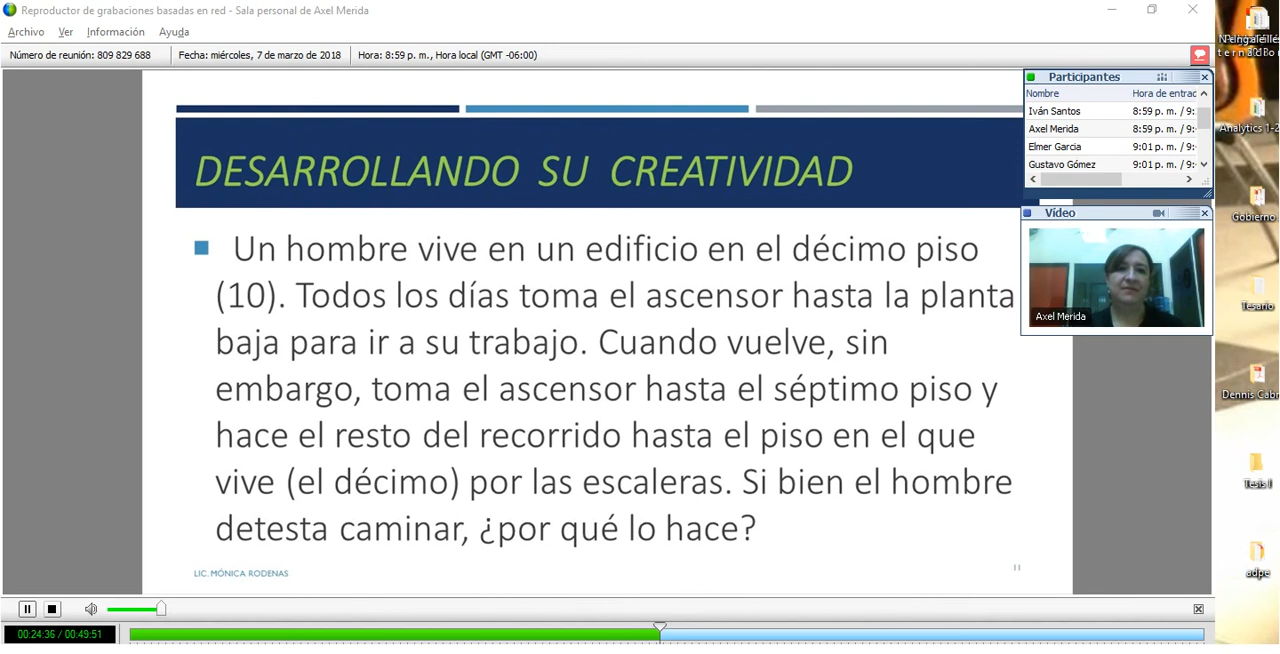 Reproductor de grabaciones basadas en red - Sala personal de Axel Merida
Archivo Ver Información Ayuda
Número de reunión: 809 829 688 Fecha: miércoles, 7 de marzo de 2018 Hora: 8:59 p. m., Hora local (GMT -06:00)
DESARROLLANDO SU CREATIVIDAD
Un hombre vive en un edificio en el décimo piso
(10). Todos los días toma el ascensor hasta la planta
baja para ir a su trabajo. Cuando vuelve, sin
embargo, toma el ascensor hasta el séptimo piso y
hace el resto del recorrido hasta el piso en el que
vive (el décimo) por las escaleras. Si bien el hombre
detesta caminar, ¿por qué lo hace?
LIC. MÓNICA RODENAS
11
Participantes
Nombre Hora de entrac
Iván Santos 8:59 p. m. / 9:
Axel Merida 8:59 p. m. / 9:
Elmer Garcia 9:01 p. m. / 9:
Gustavo Gómez 9:01 p. m. / 9:
Vídeo
Axel Merida
00:24:36 / 00:49:51
Analytics 1-2
Gobierno
Tesario
Dennis Cabr
Tesis I
adpe